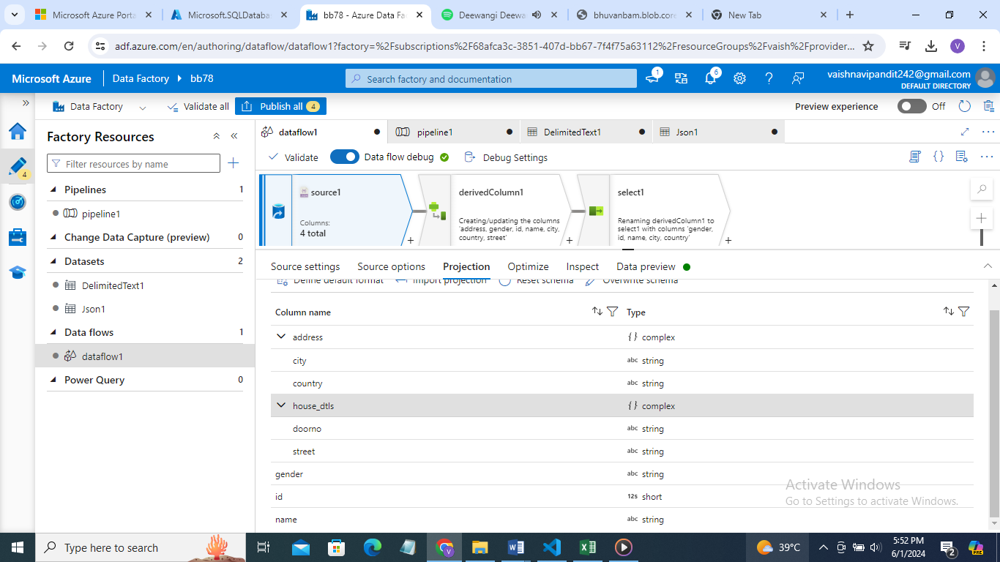 Microsoft Azure Porta
Microsoft.SQLDataba
bb78 - Azure Data Fa
Deewangi Deewa
bhuvanbam.blob.core
New Tab
adf.azure.com/en/authoring/dataflow/dataflow1?factory=%2Fsubscriptions%2F68afca3c-3851-407d-bb67-7f4f75a63112%2FresourceGroups%2Fvaish%2Fprovider...
V
Microsoft Azure
Data Factory
bb78
Search factory and documentation
1
6
vaishnavipandit242@gmail.com
DEFAULT DIRECTORY
Data Factory
Validate all
Publish all 4
Preview experience
Off
Factory Resources
Filter resources by name
4
Pipelines 1
pipeline1
Change Data Capture (preview) 0
Datasets 2
DelimitedText1
Json1
Data flows 1
dataflow1
Power Query 0
dataflow1
pipeline1
DelimitedText1
Json1
Validate
Data flow debug
Debug Settings
source1
Columns:
4 total
+
derivedColumn1
Creating/updating the columns
'address, gender, id, name, city,
country, street'
+
select1
Renaming derivedColumn1 to
select1 with columns 'gender,
id, name, city, country'
+
Source settings
Source options
Projection
Optimize
Inspect
Data preview
Define default format
Import projection
Reset schema
Overwrite schema
Column name
Type
address {} complex
city abc string
country abc string
house_dtls {} complex
doorno abc string
street abc string
gender abc string
id 12s short
name abc string
Activate Windows
Go to Settings to activate Windows.
Type here to search
39°C
5:52 PM
6/1/2024
2
PRE